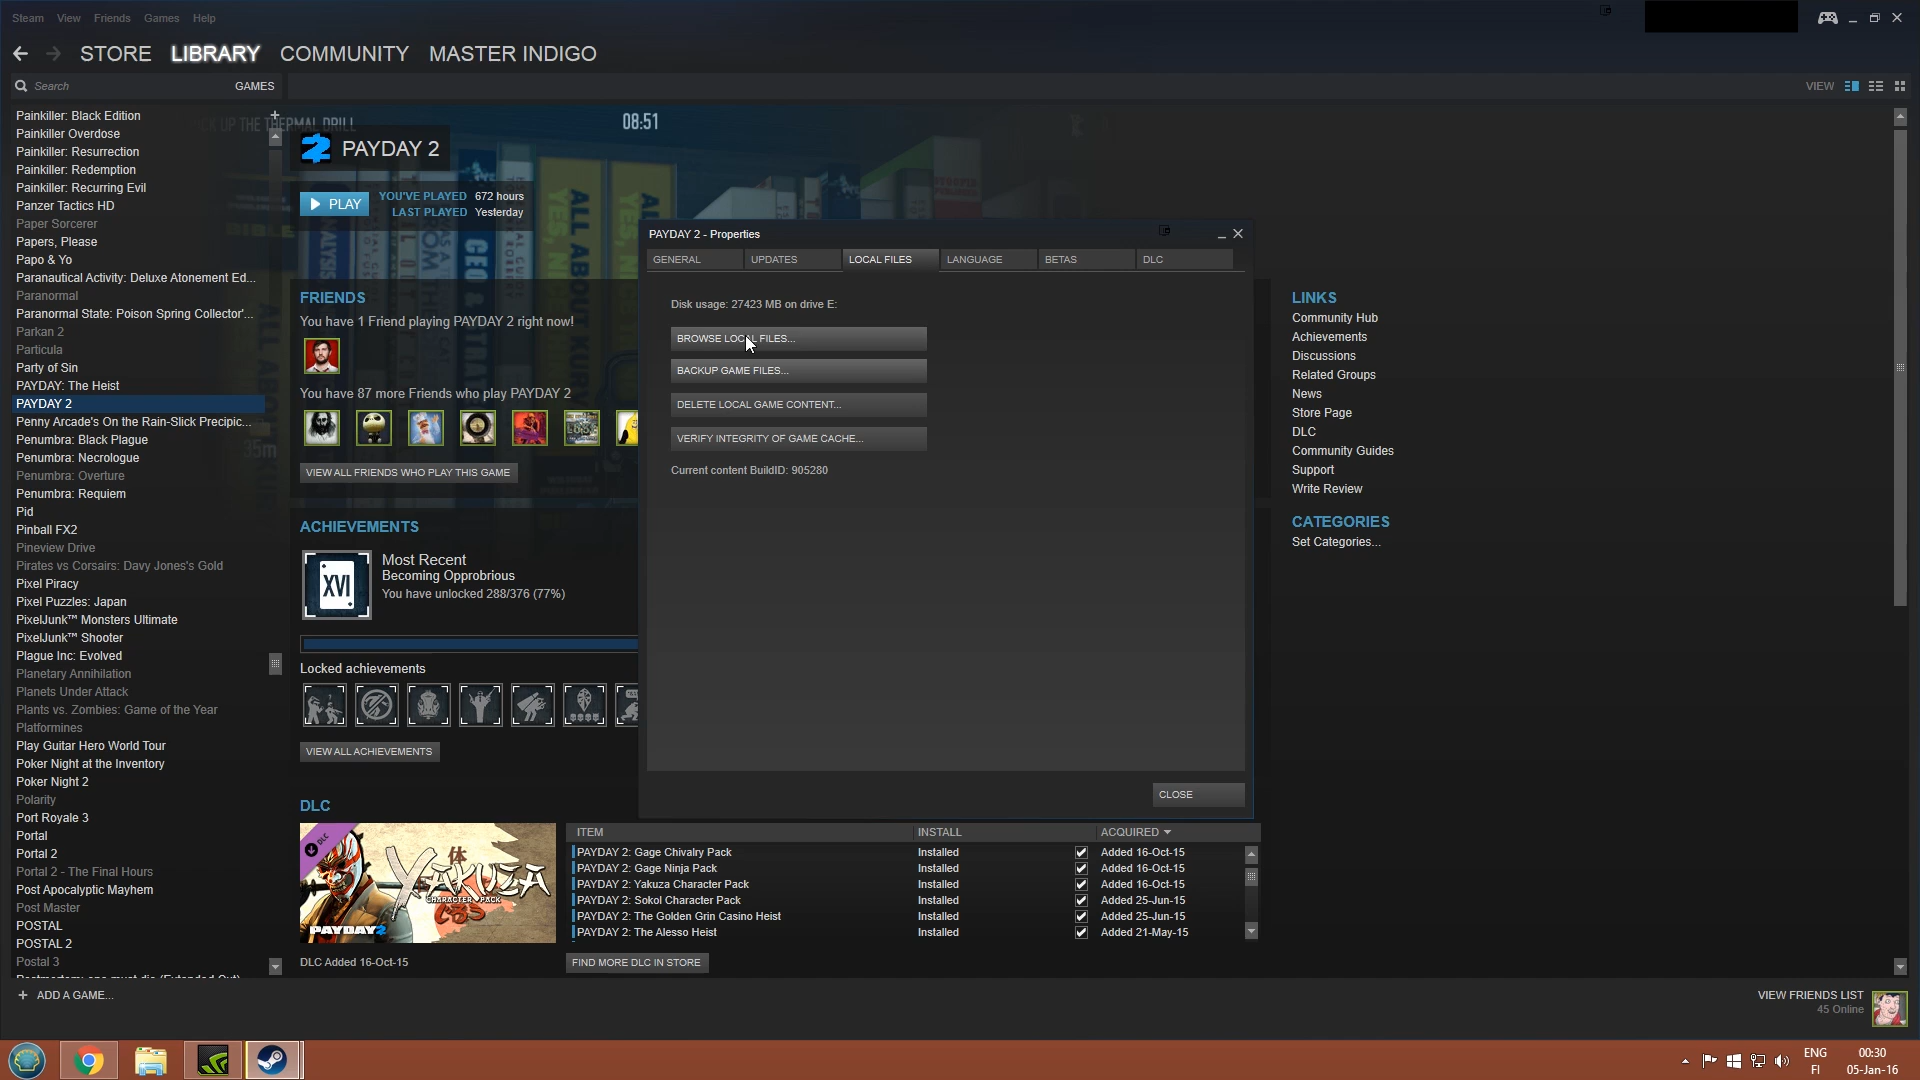 Steam View Friends Games Help
STORE LIBRARY COMMUNITY MASTER INDIGO
Search GAMES
VIEW
Painkiller: Black Edition
Painkiller Overdose
Painkiller: Resurrection
Painkiller: Redemption
Painkiller: Recurring Evil
Panzer Tactics HD
Paper Sorcerer
Papers, Please
Papo & Yo
Paranautical Activity: Deluxe Atonement Ed...
Paranormal
Paranormal State: Poison Spring Collector'...
Parkan 2
Particula
Party of Sin
PAYDAY: The Heist
PAYDAY 2
Penny Arcade's On the Rain-Slick Precipic...
Penumbra: Black Plague
Penumbra: Necrologue
Penumbra: Overture
Penumbra: Requiem
Pid
Pinball FX2
Pineview Drive
Pirates vs Corsairs: Davy Jones's Gold
Pixel Piracy
Pixel Puzzles: Japan
PixelJunk™ Monsters Ultimate
PixelJunk™ Shooter
Plague Inc: Evolved
Planetary Annihilation
Planets Under Attack
Plants vs. Zombies: Game of the Year
Platformines
Play Guitar Hero World Tour
Poker Night at the Inventory
Poker Night 2
Polarity
Port Royale 3
Portal
Portal 2
Portal 2 - The Final Hours
Post Apocalyptic Mayhem
Post Master
POSTAL
POSTAL 2
Postal 3
+ ADD A GAME...
UP THE THERMAL DRILL
08:51
PAYDAY 2
PLAY
YOU'VE PLAYED 672 hours
LAST PLAYED Yesterday
BIBLE
GEO &
ALL ABOUT
YES,
35m
FRIENDS
You have 1 Friend playing PAYDAY 2 right now!
You have 87 more Friends who play PAYDAY 2
VIEW ALL FRIENDS WHO PLAY THIS GAME
ACHIEVEMENTS
XVI
Most Recent
Becoming Opprobrious
You have unlocked 288/376 (77%)
Locked achievements
VIEW ALL ACHIEVEMENTS
DLC
DLC
体
YAKUZA
CHARACTER PACK
PAYDAY 2
DLC Added 16-Oct-15
PAYDAY 2 - Properties
GENERAL UPDATES LOCAL FILES LANGUAGE BETAS DLC
Disk usage: 27423 MB on drive E:
BROWSE LOCAL FILES...
BACKUP GAME FILES...
DELETE LOCAL GAME CONTENT...
VERIFY INTEGRITY OF GAME CACHE...
Current content BuildID: 905280
CLOSE
ITEM INSTALL ACQUIRED
PAYDAY 2: Gage Chivalry Pack Installed Added 16-Oct-15
PAYDAY 2: Gage Ninja Pack Installed Added 16-Oct-15
PAYDAY 2: Yakuza Character Pack Installed Added 16-Oct-15
PAYDAY 2: Sokol Character Pack Installed Added 25-Jun-15
PAYDAY 2: The Golden Grin Casino Heist Installed Added 25-Jun-15
PAYDAY 2: The Alesso Heist Installed Added 21-May-15
FIND MORE DLC IN STORE
LINKS
Community Hub
Achievements
Discussions
Related Groups
News
Store Page
DLC
Community Guides
Support
Write Review
CATEGORIES
Set Categories...
VIEW FRIENDS LIST
45 Online
ENG
FI
00:30
05-Jan-16